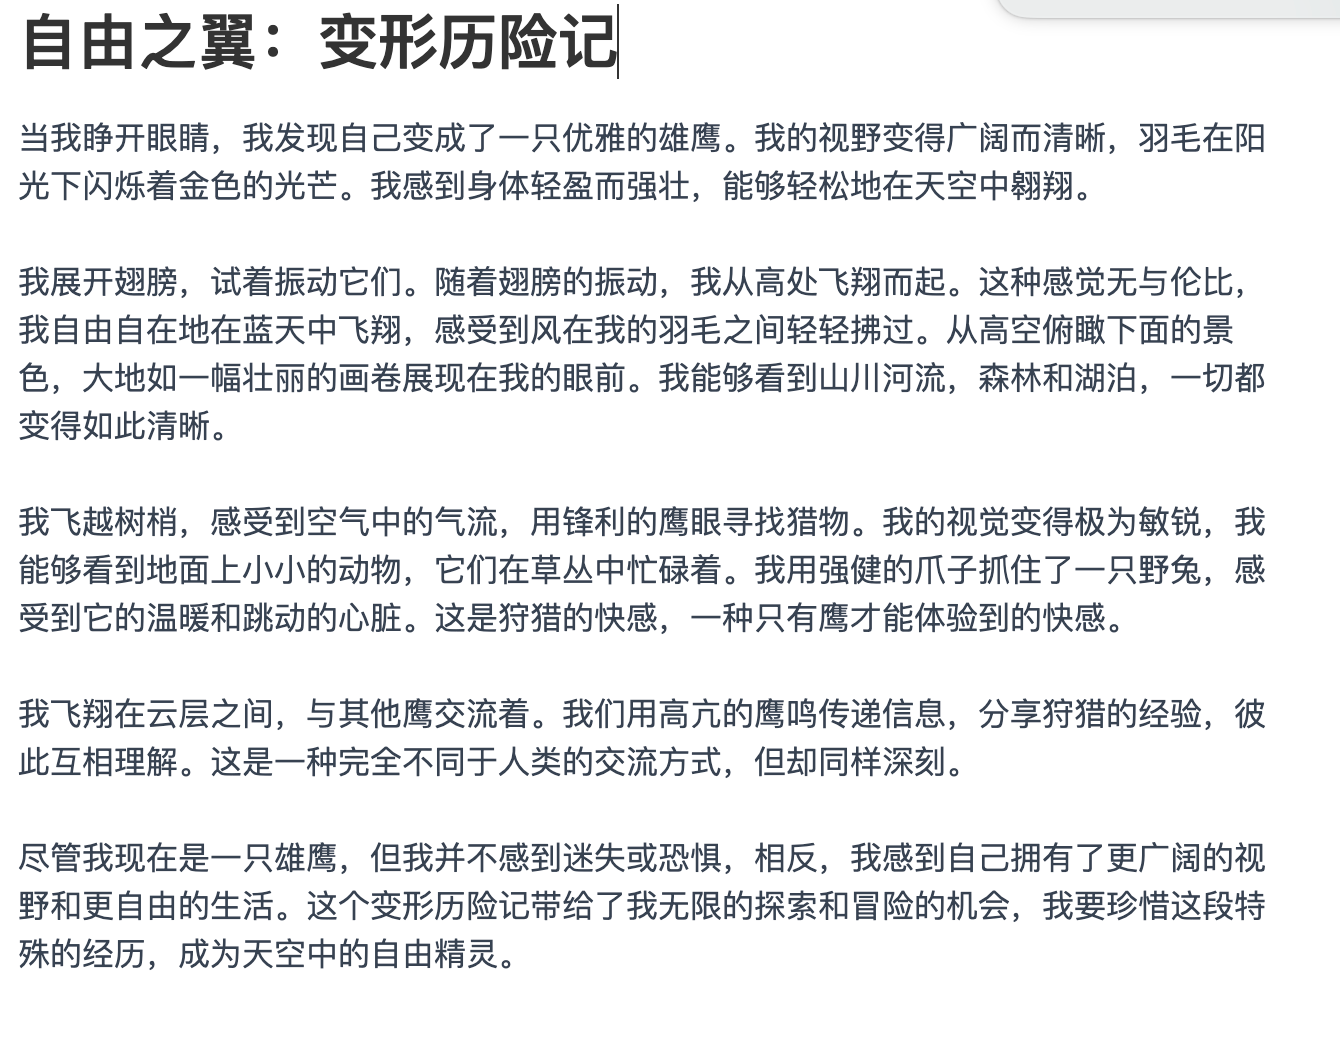 自由之翼：变形历险记
当我睁开眼睛，我发现自己变成了一只优雅的雄鹰。我的视野变得广阔而清晰，羽毛在阳
光下闪烁着金色的光芒。我感到身体轻盈而强壮，能够轻松地在天空中翱翔。
我展开翅膀，试着振动它们。随着翅膀的振动，我从高处飞翔而起。这种感觉无与伦比，
我自由自在地在蓝天中飞翔，感受到风在我的羽毛之间轻轻拂过。从高空俯瞰下面的景
色，大地如一幅壮丽的画卷展现在我的眼前。我能够看到山川河流，森林和湖泊，一切都
变得如此清晰。
我飞越树梢，感受到空气中的气流，用锋利的鹰眼寻找猎物。我的视觉变得极为敏锐，我
能够看到地面上小小的动物，它们在草丛中忙碌着。我用强健的爪子抓住了一只野兔，感
受到它的温暖和跳动的心脏。这是狩猎的快感，一种只有鹰才能体验到的快感。
我飞翔在云层之间，与其他鹰交流着。我们用高亢的鹰鸣传递信息，分享狩猎的经验，彼
此互相理解。这是一种完全不同于人类的交流方式，但却同样深刻。
尽管我现在是一只雄鹰，但我并不感到迷失或恐惧，相反，我感到自己拥有了更广阔的视
野和更自由的生活。这个变形历险记带给了我无限的探索和冒险的机会，我要珍惜这段特
殊的经历，成为天空中的自由精灵。